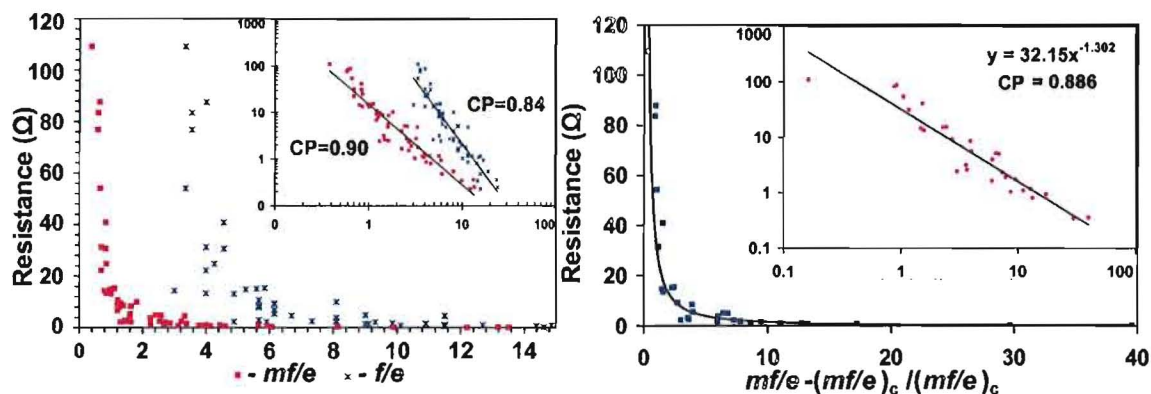 Resistance (Ω)
120
100
80
60
40
20
0
0 2 4 6 8 10 12 14
- mf/e × - f/e
100
10
1
0
0 1 10 100
CP=0.84
CP=0.90
Resistance (Ω)
120
100
80
60
40
20
0
0 10 20 30 40
mf/e -(mf/e)c /(mf/e)c
1000
100
10
1
0.1
0.1 1 10 100
y = 32.15x^-1.302
CP = 0.886